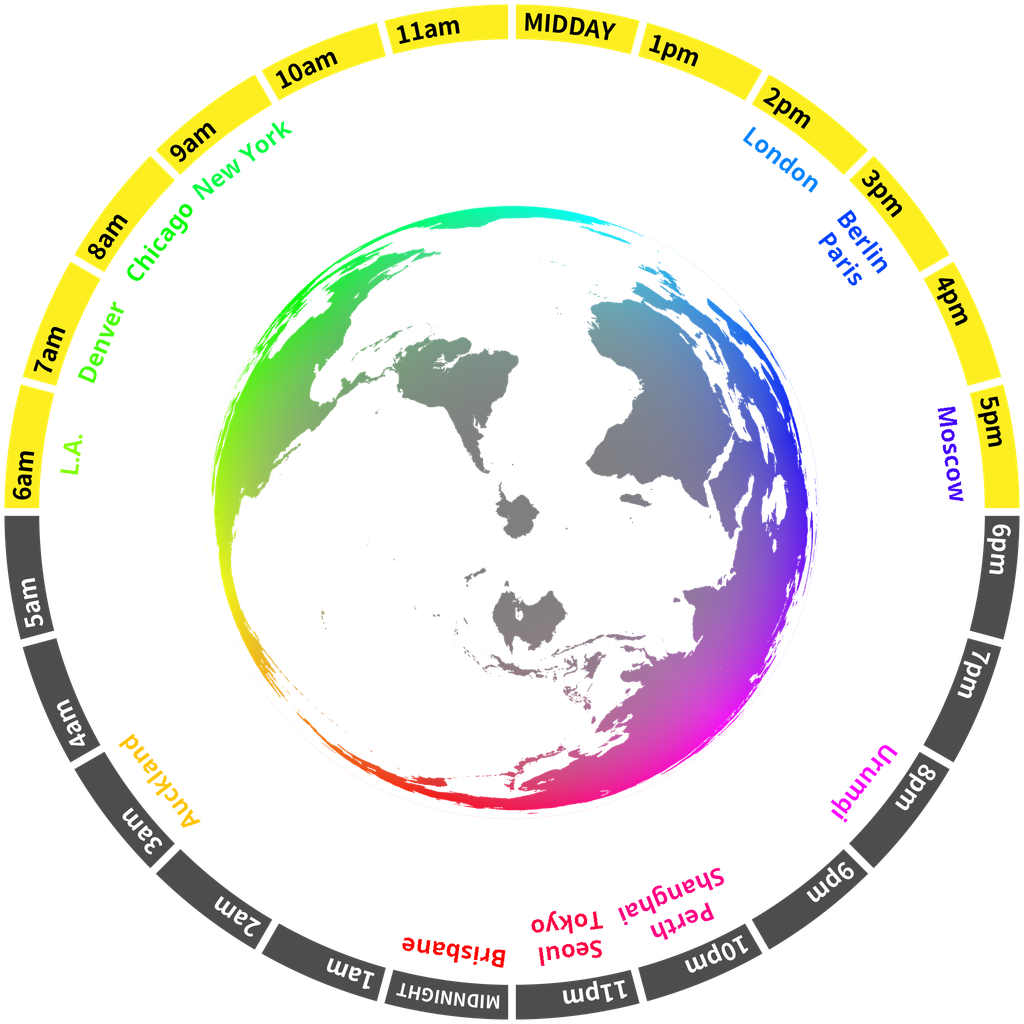 MIDDAY
1pm
2pm
3pm
4pm
5pm
6pm
7pm
8pm
9pm
10pm
11pm
MIDNNIGHT
1am
2am
3am
4am
5am
6am
7am
8am
9am
10am
11am
London
Berlin
Paris
Moscow
Urumqi
Shanghai
Perth
Tokyo
Seoul
Brisbane
Auckland
L.A.
Denver
Chicago
New York